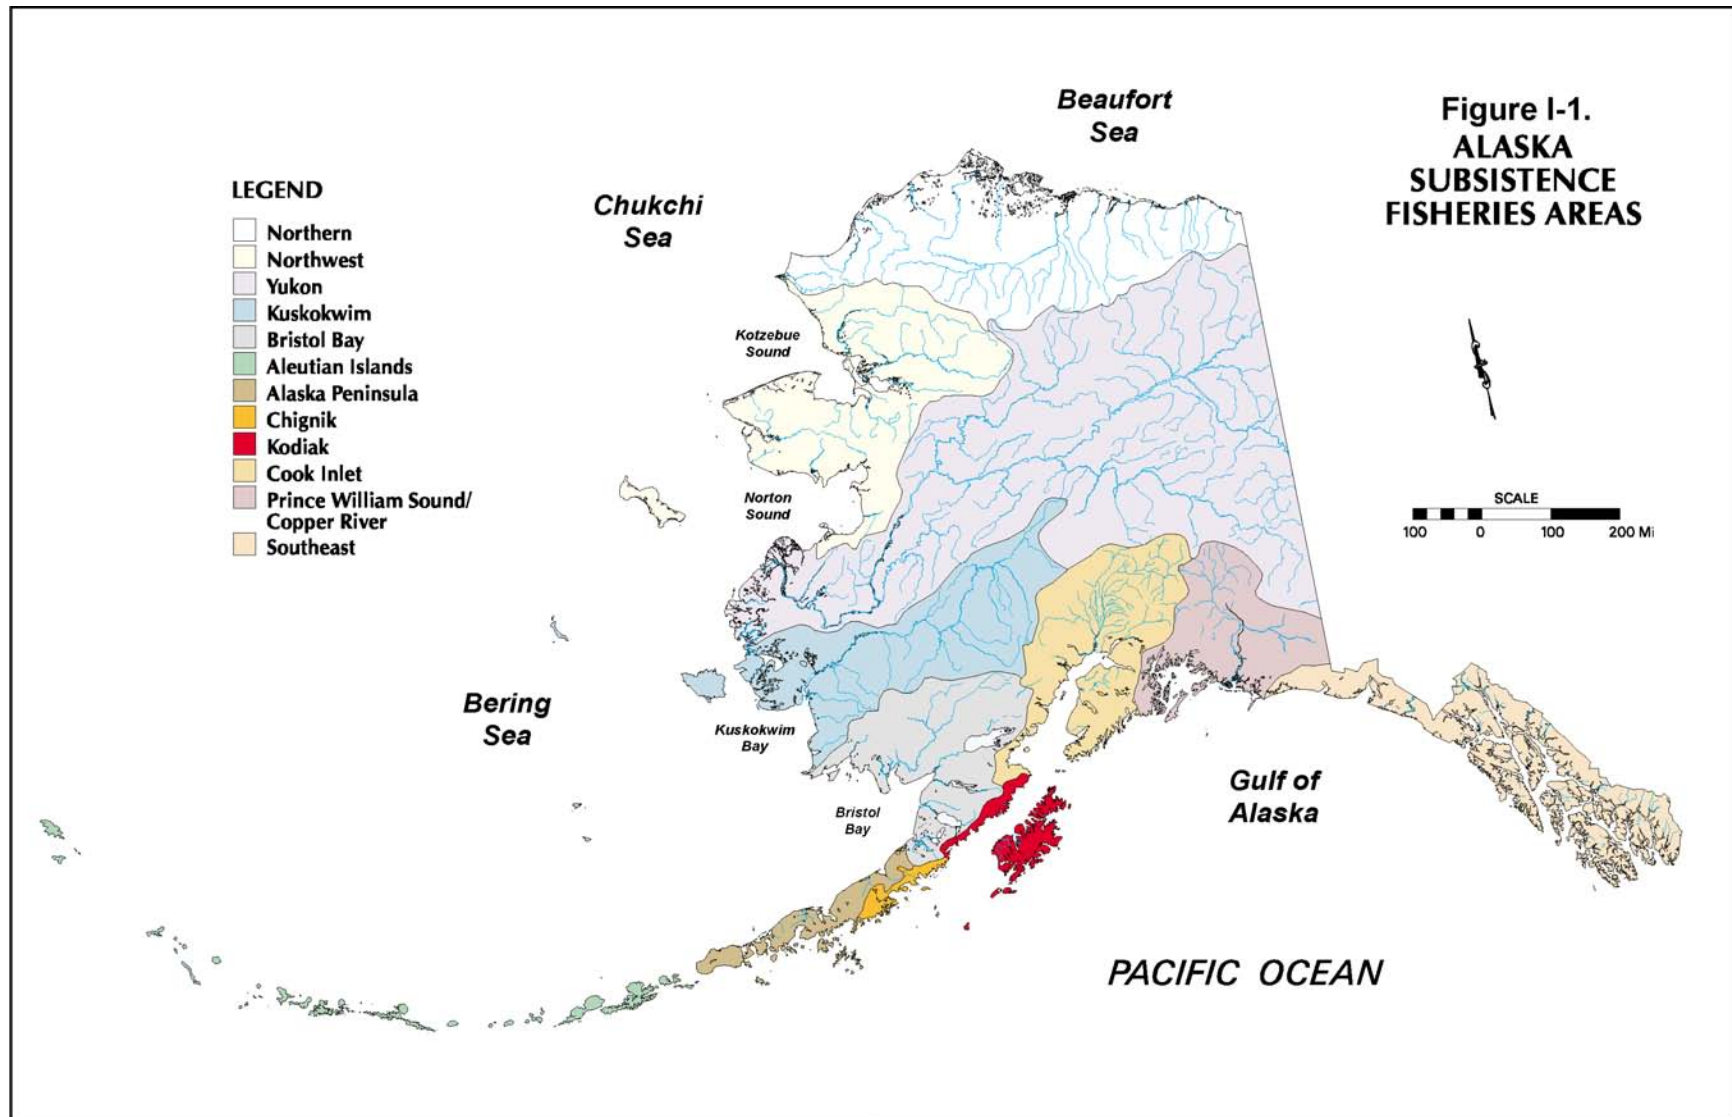 Figure I-1.
ALASKA
SUBSISTENCE
FISHERIES AREAS
Beaufort
Sea
Chukchi
Sea
LEGEND
Northern
Northwest
Yukon
Kuskokwim
Bristol Bay
Aleutian Islands
Alaska Peninsula
Chignik
Kodiak
Cook Inlet
Prince William Sound/
Copper River
Southeast
Kotzebue
Sound
Norton
Sound
SCALE
100 0 100 200 Mi
Bering
Sea
Kuskokwim
Bay
Bristol
Bay
Gulf of
Alaska
PACIFIC OCEAN